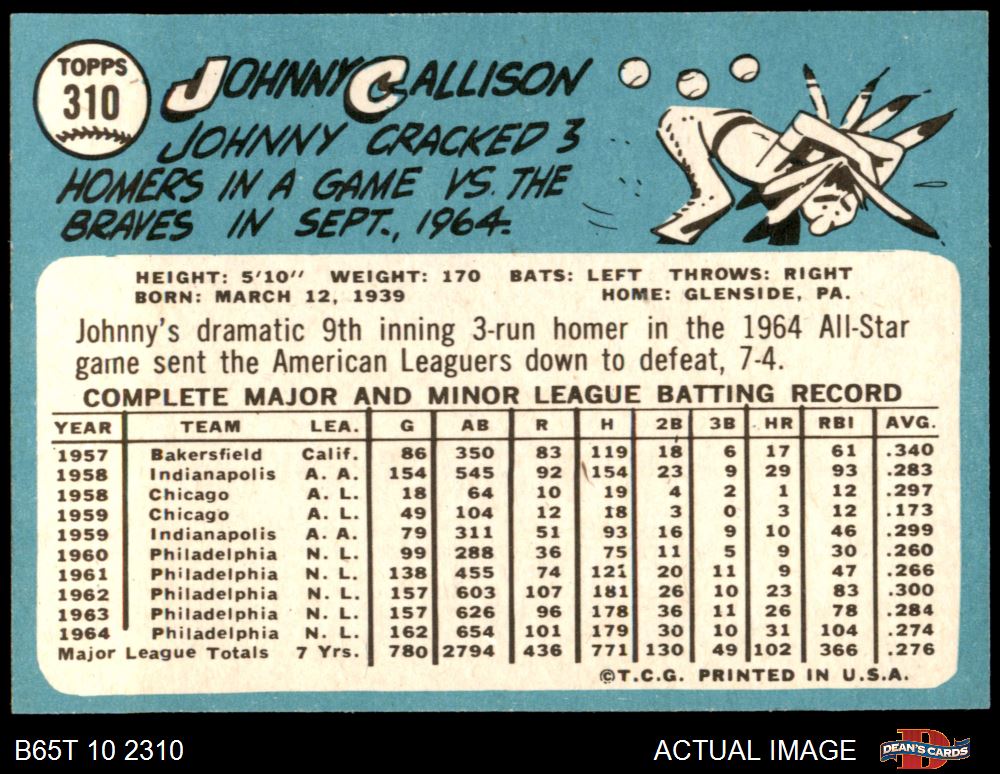 TOPPS
310
JOHNNY CALLISON
JOHNNY CRACKED 3
HOMERS IN A GAME VS. THE
BRAVES IN SEPT., 1964.
HEIGHT: 5'10" WEIGHT: 170 BATS: LEFT THROWS: RIGHT
BORN: MARCH 12, 1939 HOME: GLENSIDE, PA.
Johnny's dramatic 9th inning 3-run homer in the 1964 All-Star
game sent the American Leaguers down to defeat, 7-4.
COMPLETE MAJOR AND MINOR LEAGUE BATTING RECORD
YEAR TEAM LEA. G AB R H 2B 3B HR RBI AVG.
1957 Bakersfield Calif. 86 350 83 119 18 6 17 61 .340
1958 Indianapolis A. A. 154 545 92 154 23 9 29 93 .283
1958 Chicago A. L. 18 64 10 19 4 2 1 12 .297
1959 Chicago A. L. 49 104 12 18 3 0 3 12 .173
1959 Indianapolis A. A. 79 311 51 93 16 9 10 46 .299
1960 Philadelphia N. L. 99 288 36 75 11 5 9 30 .260
1961 Philadelphia N. L. 138 455 74 121 20 11 9 47 .266
1962 Philadelphia N. L. 157 603 107 181 26 10 23 83 .300
1963 Philadelphia N. L. 157 626 96 178 36 11 26 78 .284
1964 Philadelphia N. L. 162 654 101 179 30 10 31 104 .274
Major League Totals 7 Yrs. 780 2794 436 771 130 49 102 366 .276
©T.C.G. PRINTED IN U.S.A.
B65T 10 2310 ACTUAL IMAGE DEAN'S CARDS